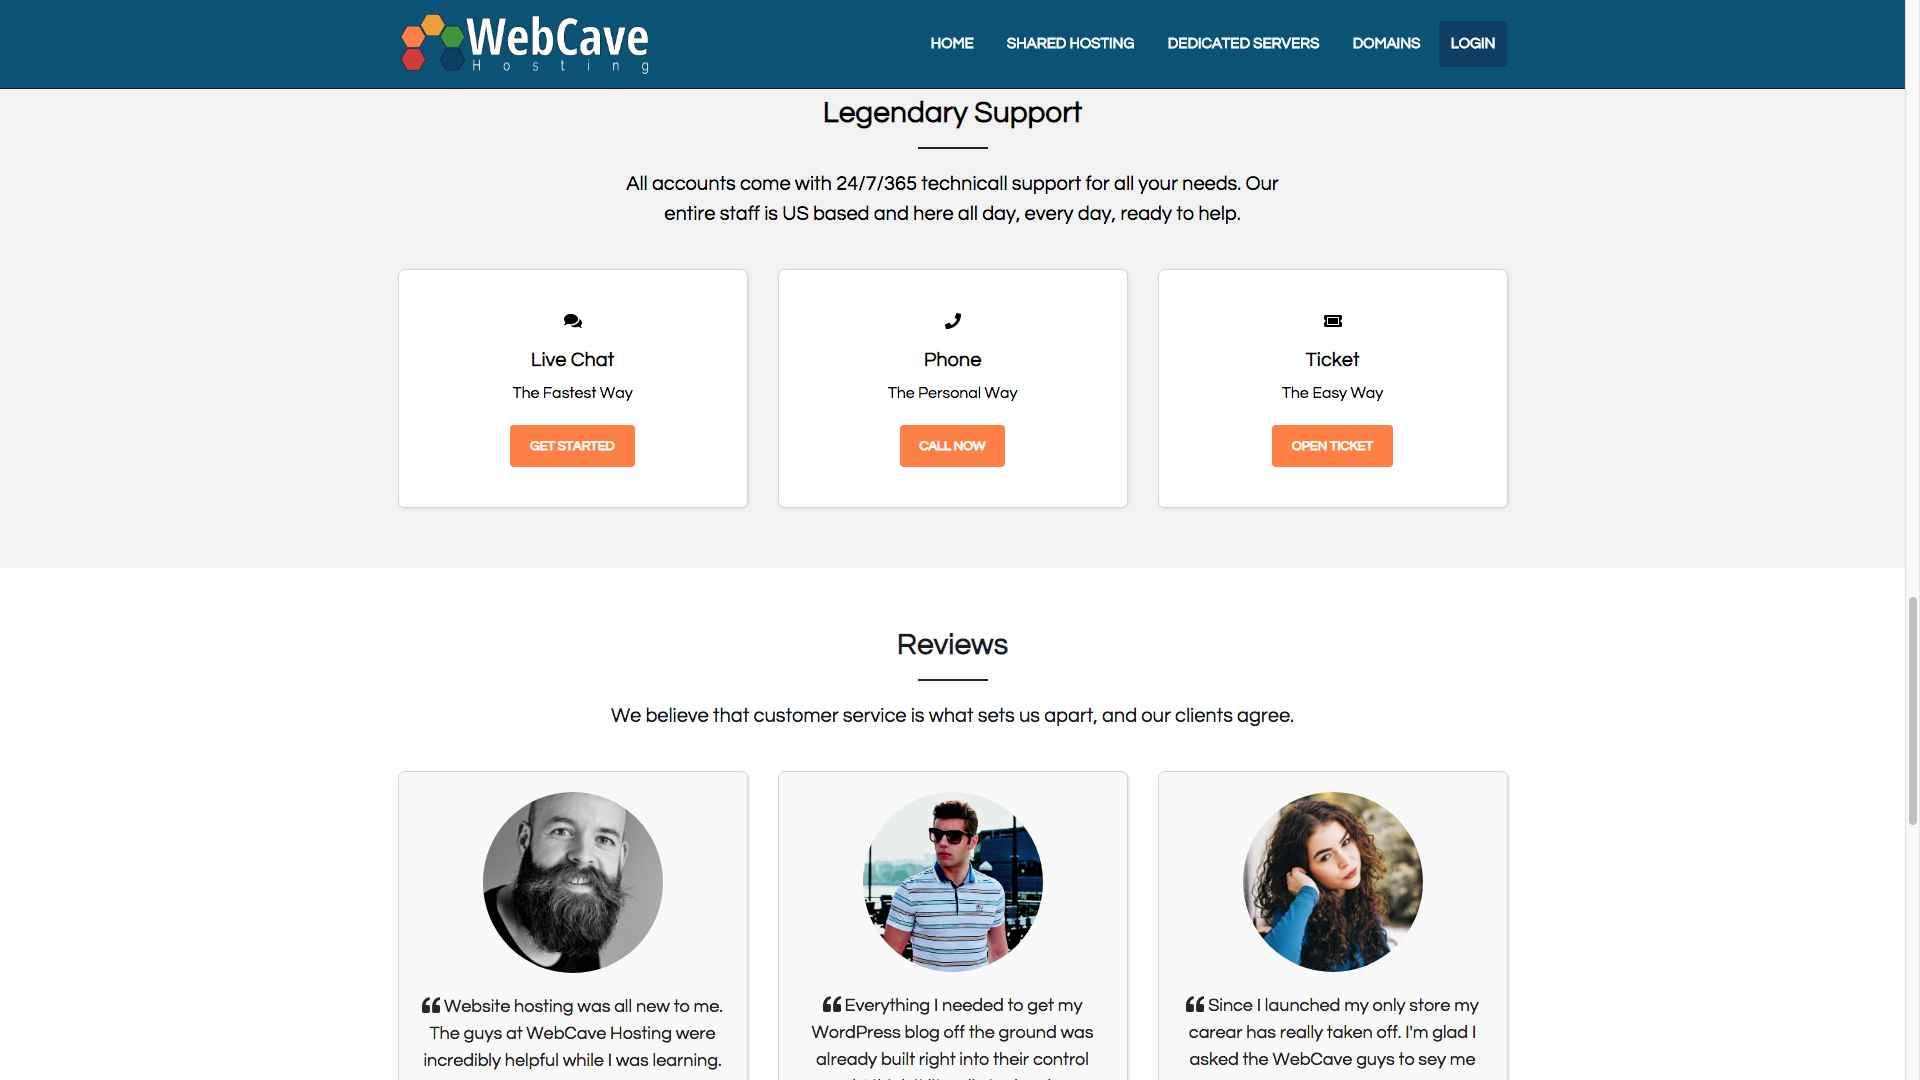 WebCave
Hosting
HOME SHARED HOSTING DEDICATED SERVERS DOMAINS LOGIN
Legendary Support
All accounts come with 24/7/365 technicall support for all your needs. Our
entire staff is US based and here all day, every day, ready to help.
Live Chat
The Fastest Way
GET STARTED
Phone
The Personal Way
CALL NOW
Ticket
The Easy Way
OPEN TICKET
Reviews
We believe that customer service is what sets us apart, and our clients agree.
“ Website hosting was all new to me.
The guys at WebCave Hosting were
incredibly helpful while I was learning.
“ Everything I needed to get my
WordPress blog off the ground was
already built right into their control
“ Since I launched my only store my
carear has really taken off. I'm glad I
asked the WebCave guys to sey me